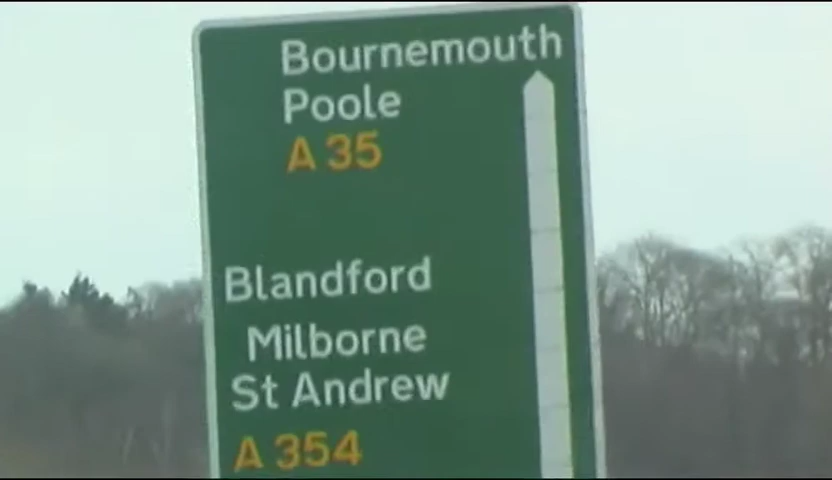 Bournemouth
Poole
A 35
Blandford
Milborne
St Andrew
A 354